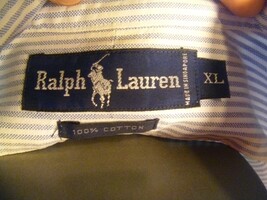 Ralph Lauren
MADE IN SINGAPORE
XL
100% COTTON